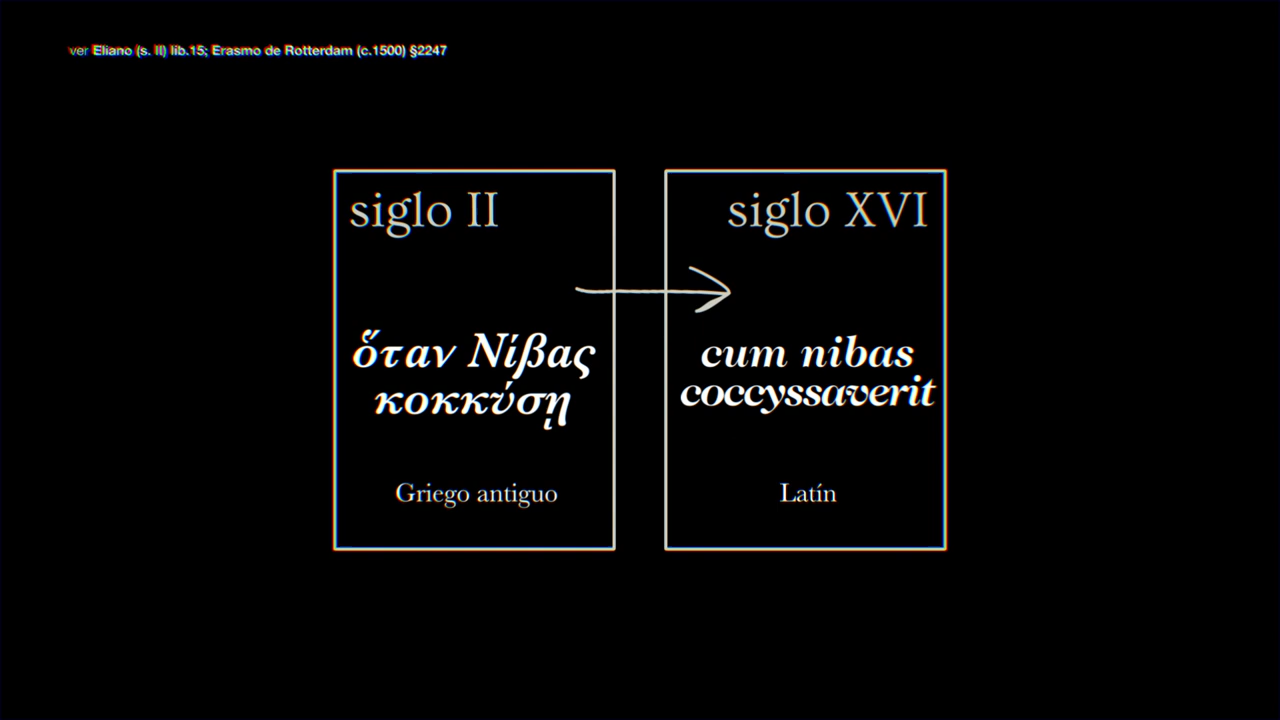 ver Eliano (s. II) lib.15; Erasmo de Rotterdam (c.1500) §2247
siglo II
ὅταν Νίβας
κοκκύσῃ
Griego antiguo
siglo XVI
cum nibas
coccyssaverit
Latín